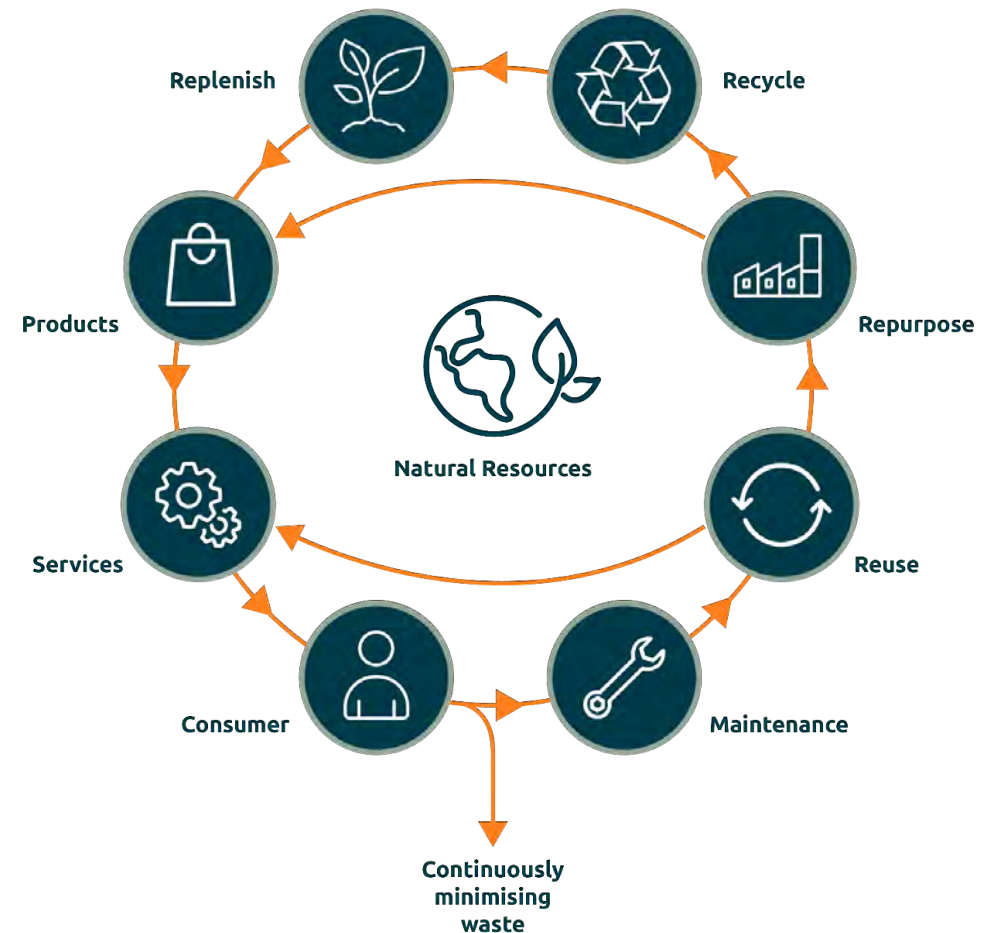 Replenish
Recycle
Products
Repurpose
Natural Resources
Services
Reuse
Consumer
Maintenance
Continuously
minimising
waste